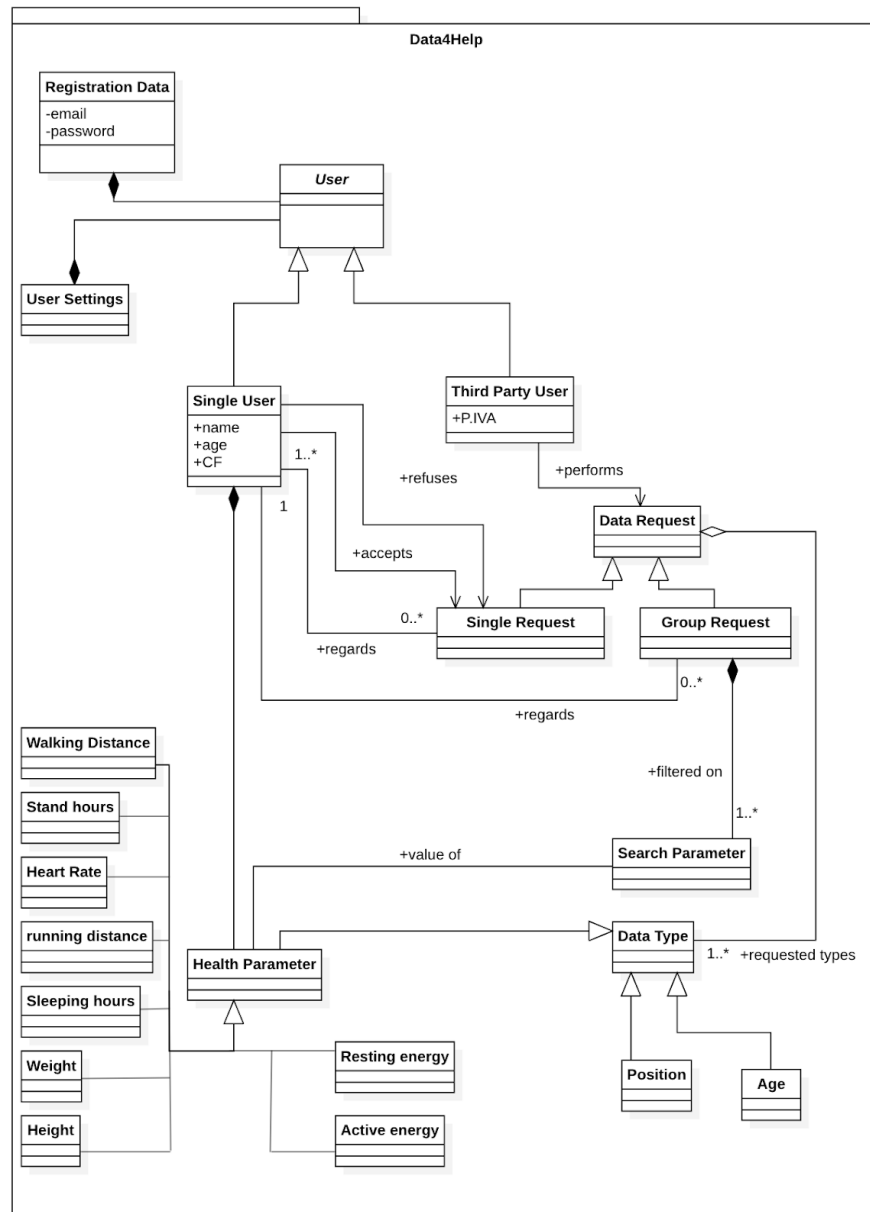 Data4Help
Registration Data
-email
-password
User
User Settings
Single User
+name
+age
+CF
Third Party User
+P.IVA
1..*
+refuses
+performs
1
Data Request
+accepts
0..*
Single Request
Group Request
+regards
0..*
+regards
Walking Distance
+filtered on
Stand hours
1..*
+value of
Search Parameter
Heart Rate
running distance
Data Type
Health Parameter
1..*
+requested types
Sleeping hours
Resting energy
Weight
Position
Age
Height
Active energy